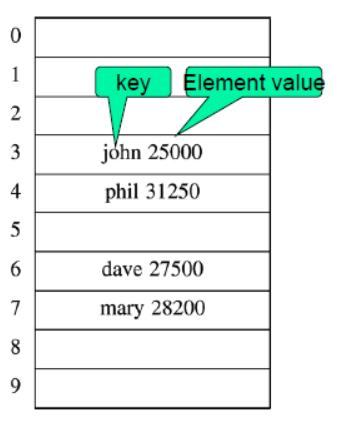 0
1
key Element value
2
3 john 25000
4 phil 31250
5
6 dave 27500
7 mary 28200
8
9